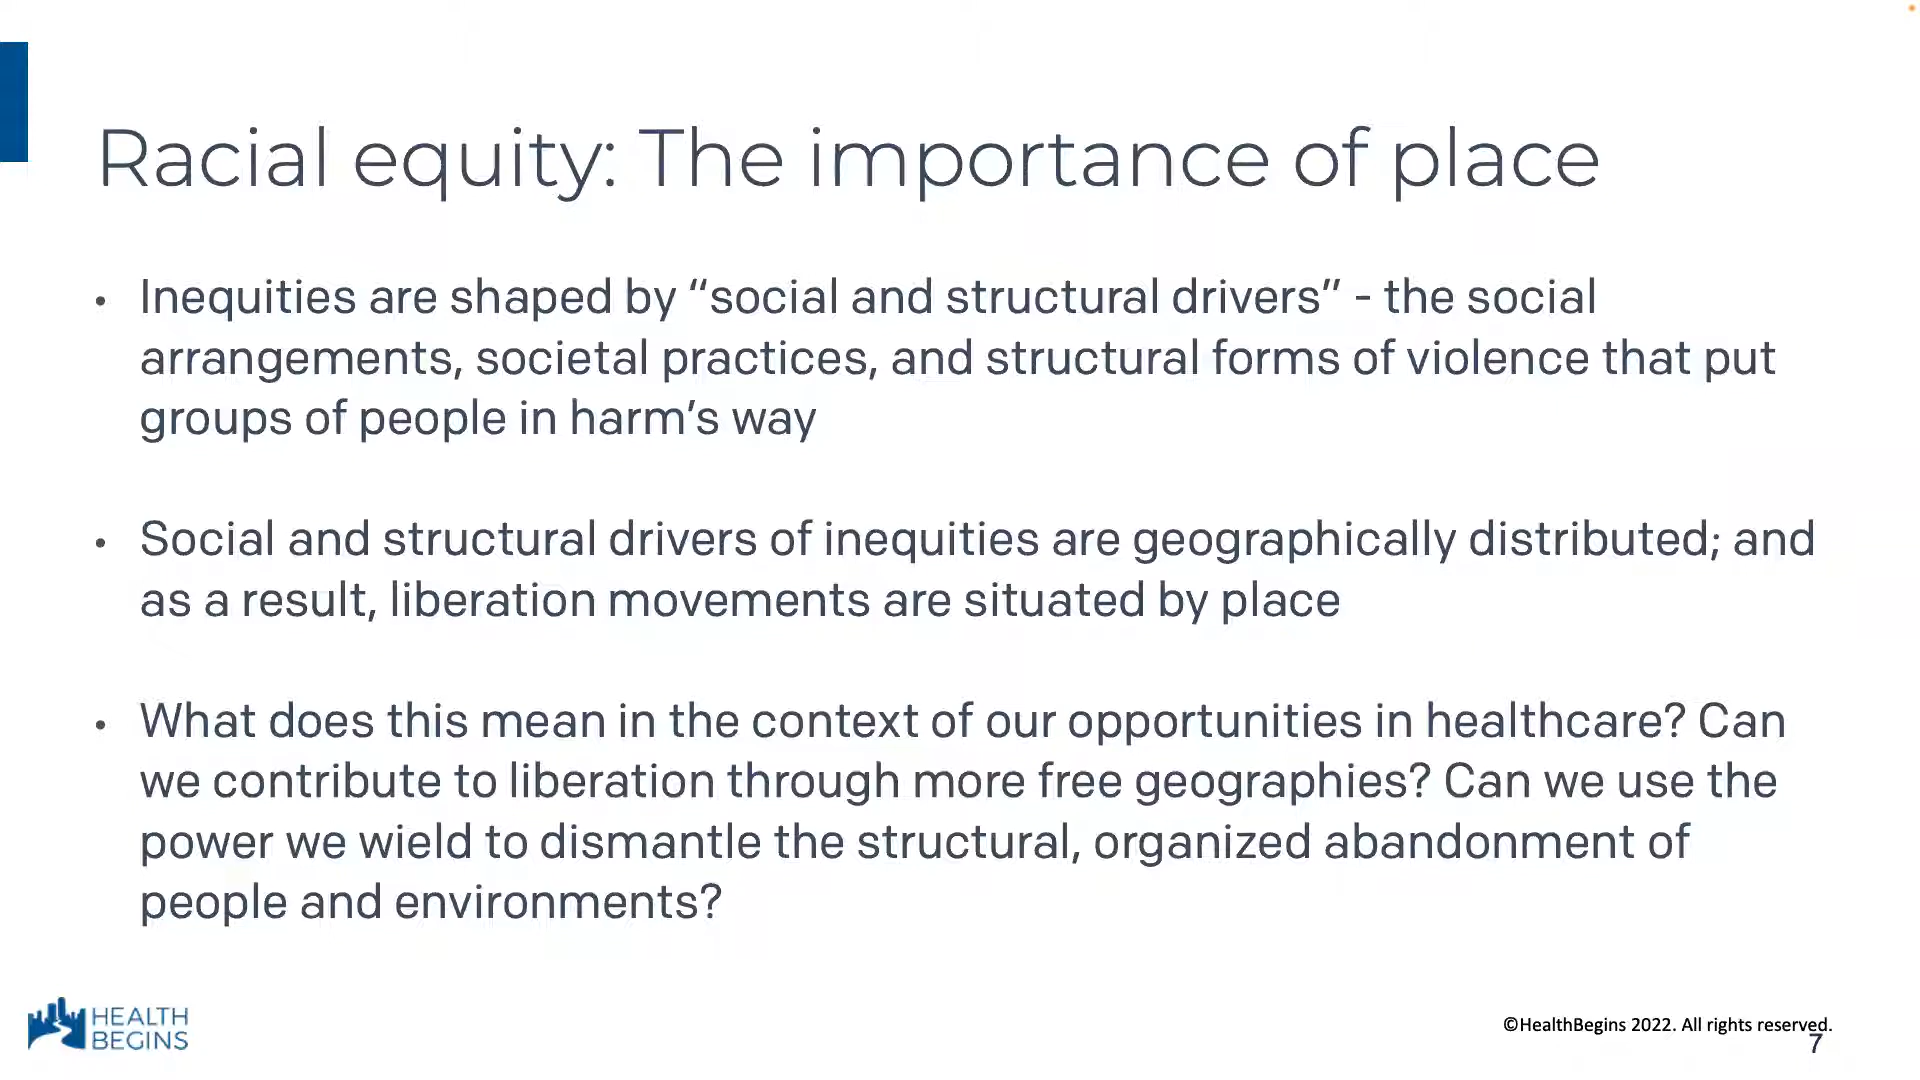 Racial equity: The importance of place
• Inequities are shaped by “social and structural drivers” - the social
arrangements, societal practices, and structural forms of violence that put
groups of people in harm’s way
• Social and structural drivers of inequities are geographically distributed; and
as a result, liberation movements are situated by place
• What does this mean in the context of our opportunities in healthcare? Can
we contribute to liberation through more free geographies? Can we use the
power we wield to dismantle the structural, organized abandonment of
people and environments?
HEALTH
BEGINS
©HealthBegins 2022. All rights reserved.
7